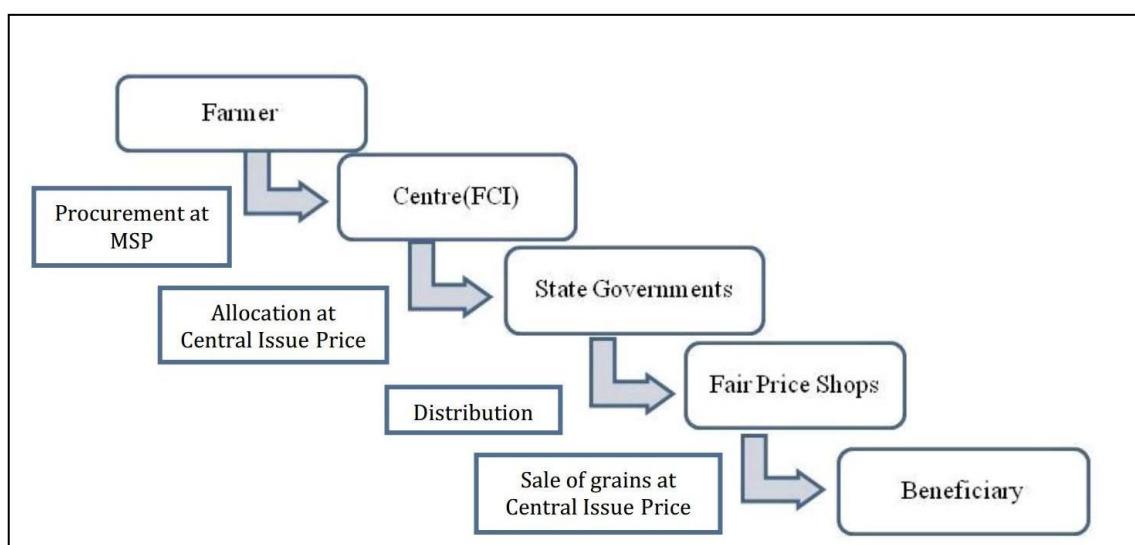 Farmer
Procurement at
MSP
Centre(FCI)
Allocation at
Central Issue Price
State Governments
Distribution
Fair Price Shops
Sale of grains at
Central Issue Price
Beneficiary